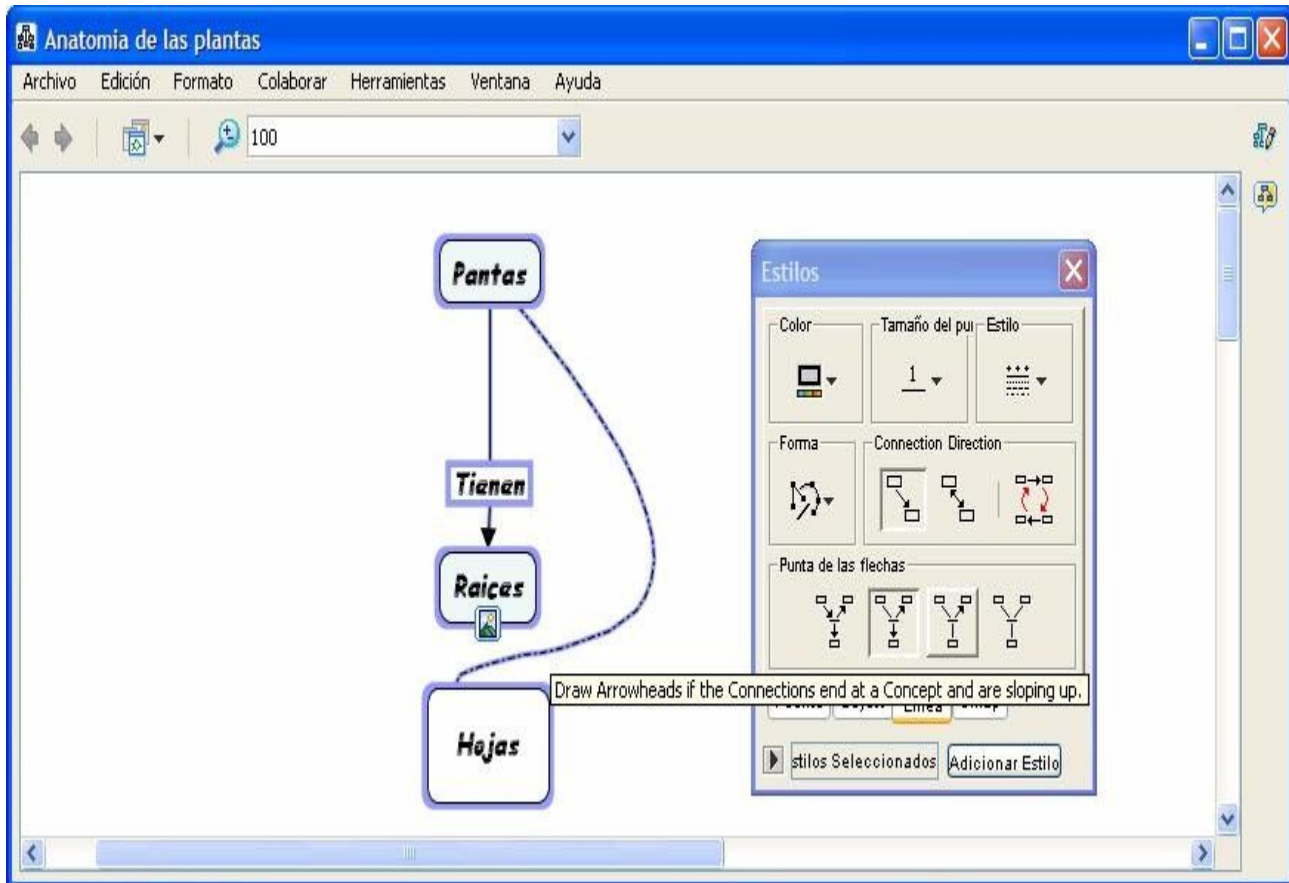 Anatomia de las plantas
Archivo Edición Formato Colaborar Herramientas Ventana Ayuda
100
Pantas
Tienen
Raices
Hojas
Estilos
Color
Tamaño del pu
Estilo
1
Forma
Connection Direction
Punta de las flechas
Draw Arrowheads if the Connections end at a Concept and are sloping up.
Línea
stilos Seleccionados
Adicionar Estilo